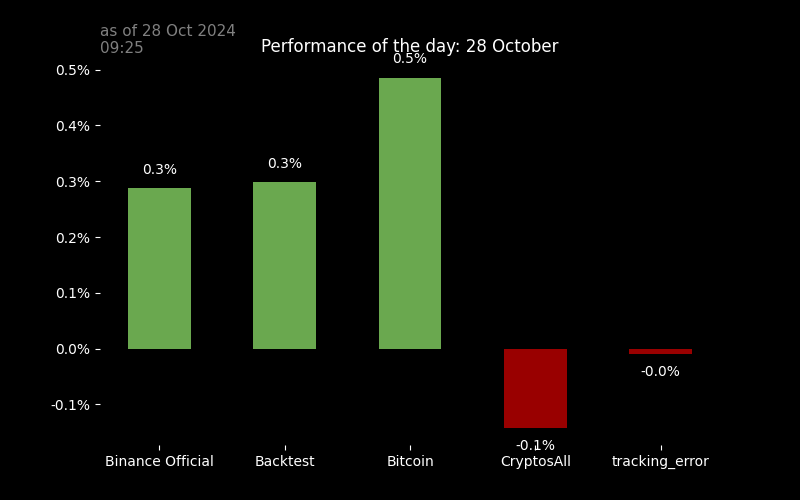 as of 28 Oct 2024
09:25
Performance of the day: 28 October
0.5%
0.5%
0.4%
0.3%
0.3%
0.3%
0.2%
0.1%
0.0%
-0.0%
-0.1%
-0.1%
Binance Official
Backtest
Bitcoin
CryptosAll
tracking_error